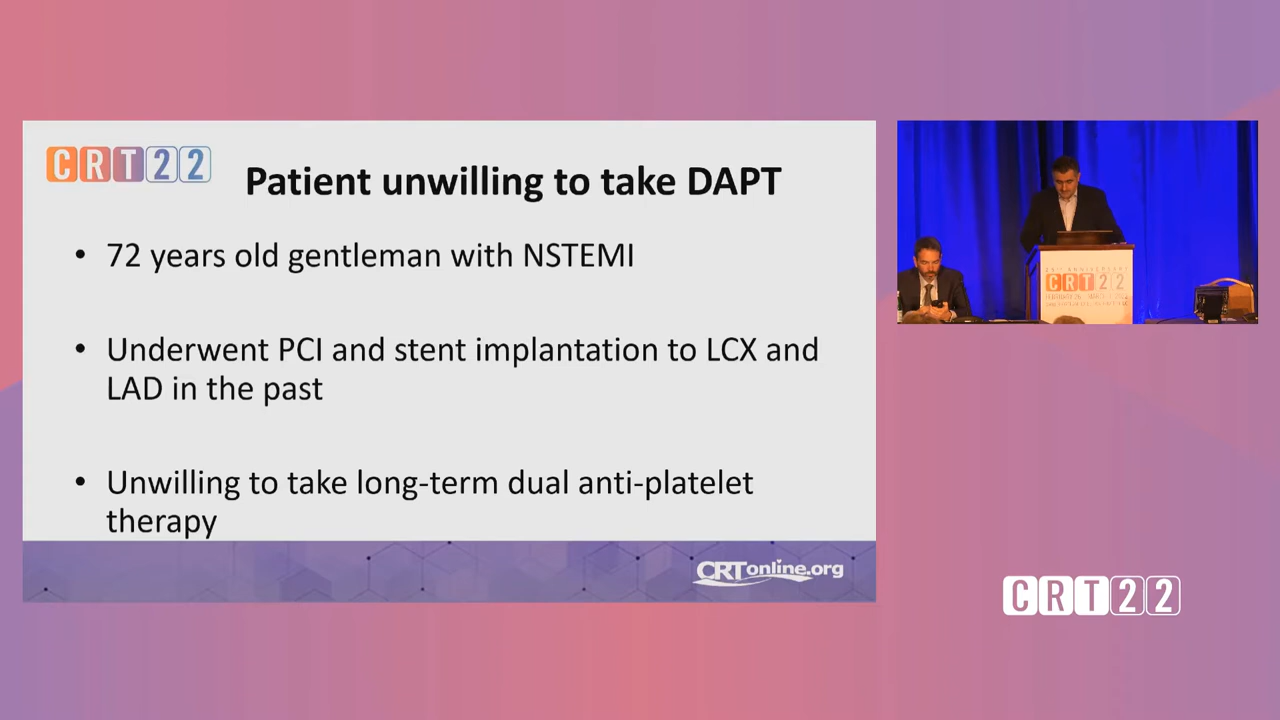 CRT22
Patient unwilling to take DAPT
• 72 years old gentleman with NSTEMI
• Underwent PCI and stent implantation to LCX and
LAD in the past
• Unwilling to take long-term dual anti-platelet
therapy
CRTonline.org
CRT22
CRT22